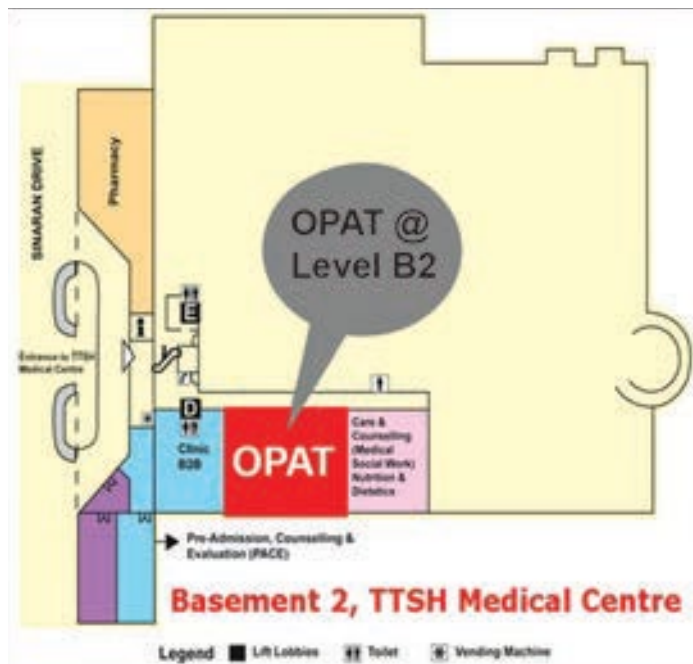 SINARAN DRIVE
Pharmacy
OPAT @
Level B2
E
Entrance to TTSH
Medical Centre
D
Clinic
B2B
OPAT
Care &
Counselling
(Medical
Social Work)
Nutrition &
Dietetics
Pre-Admission, Counselling &
Evaluation (PACE)
Basement 2, TTSH Medical Centre
Legend
Lift Lobbies
Toilet
Vending Machine